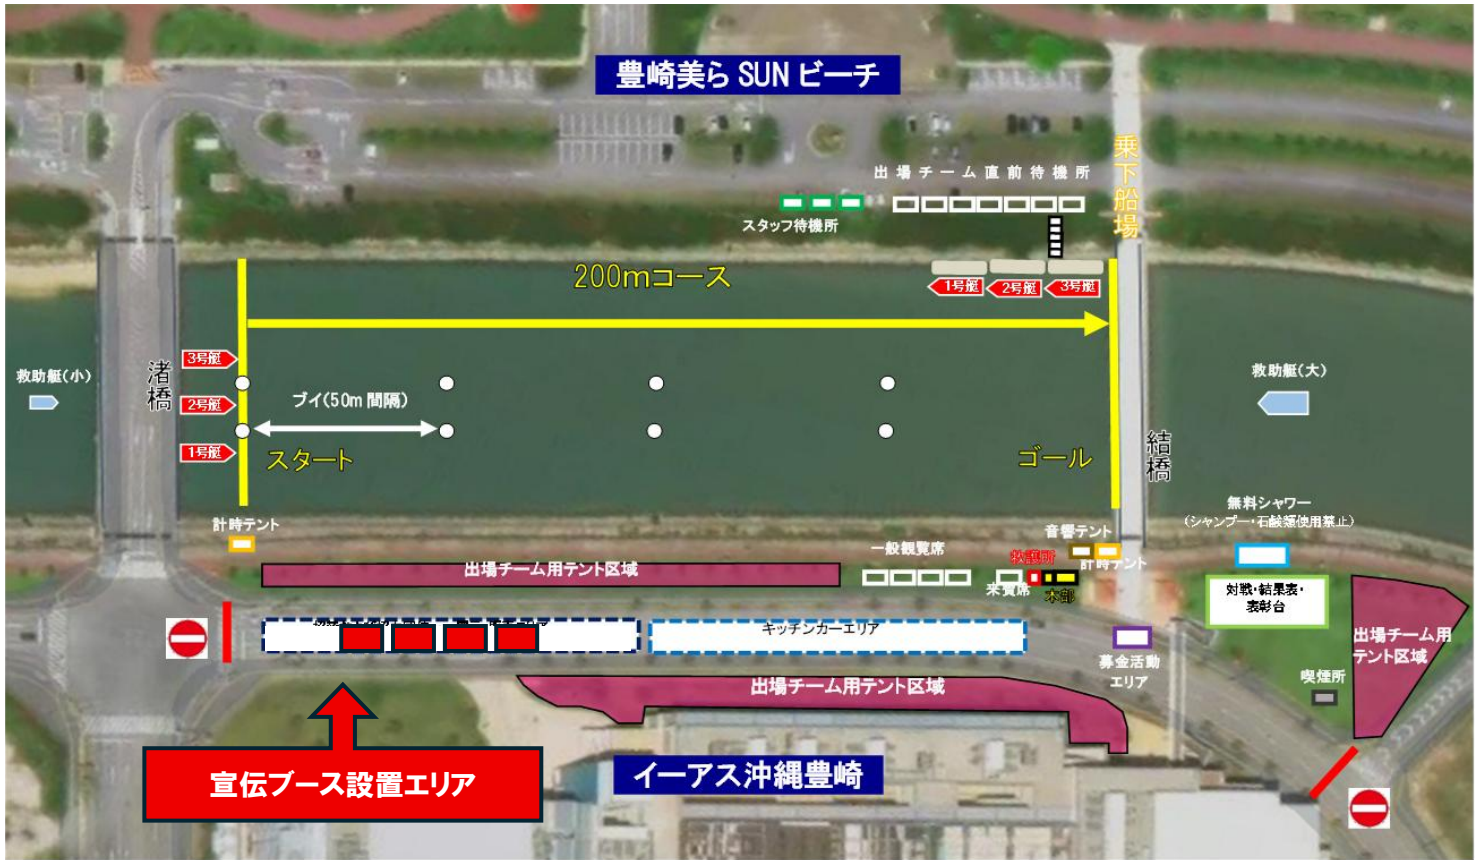 豊崎美ら SUN ビーチ
乗下船場
出場チーム直前待機所
スタッフ待機所
200mコース
1号艇
2号艇
3号艇
渚橋
救助艇(小)
3号艇
2号艇
1号艇
ブイ(50m 間隔)
スタート
ゴール
結橋
救助艇(大)
無料シャワー
(シャンプー・石鹸類使用禁止)
計時テント
音響テント
計時テント
一般観覧席
救護所
来賓席
本部
出場チーム用テント区域
対戦・結果表・
表彰台
キッチンカーエリア
募金活動
エリア
出場チーム用
テント区域
喫煙所
出場チーム用テント区域
宣伝ブース設置エリア
イーアス沖縄豊崎